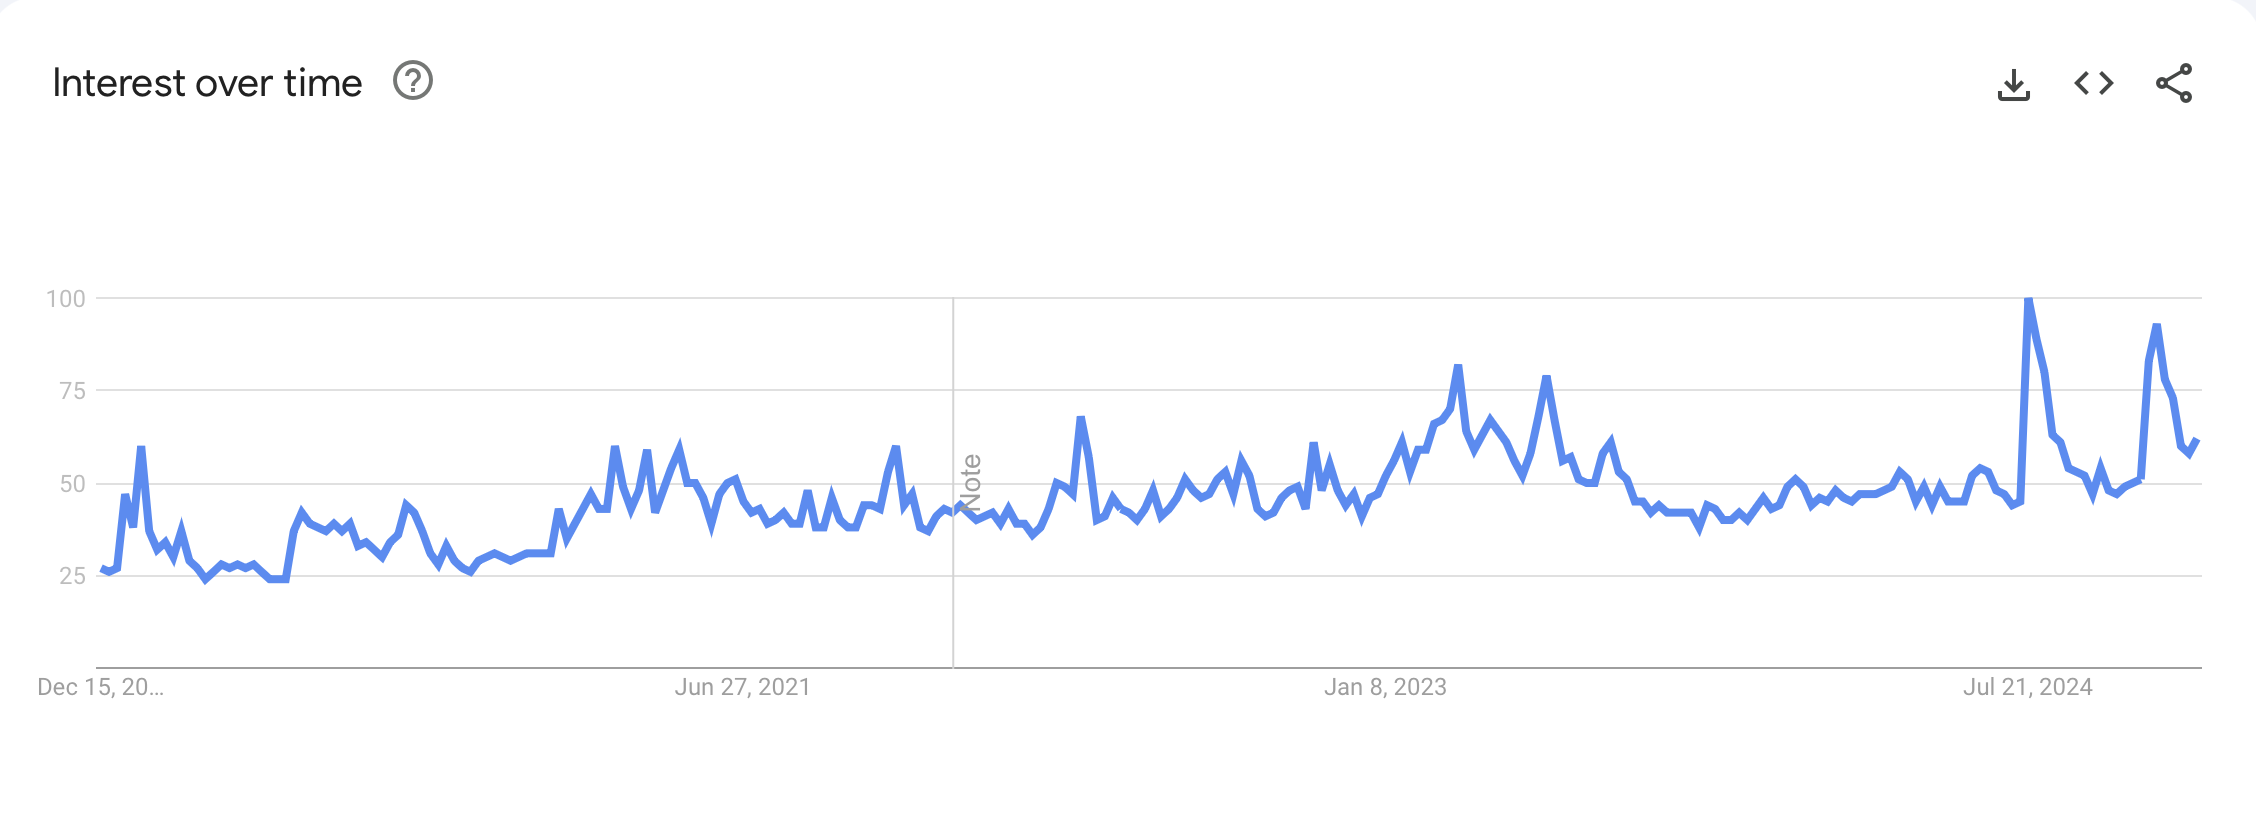 Interest over time
100
75
50
25
Note
Dec 15, 20...
Jun 27, 2021
Jan 8, 2023
Jul 21, 2024